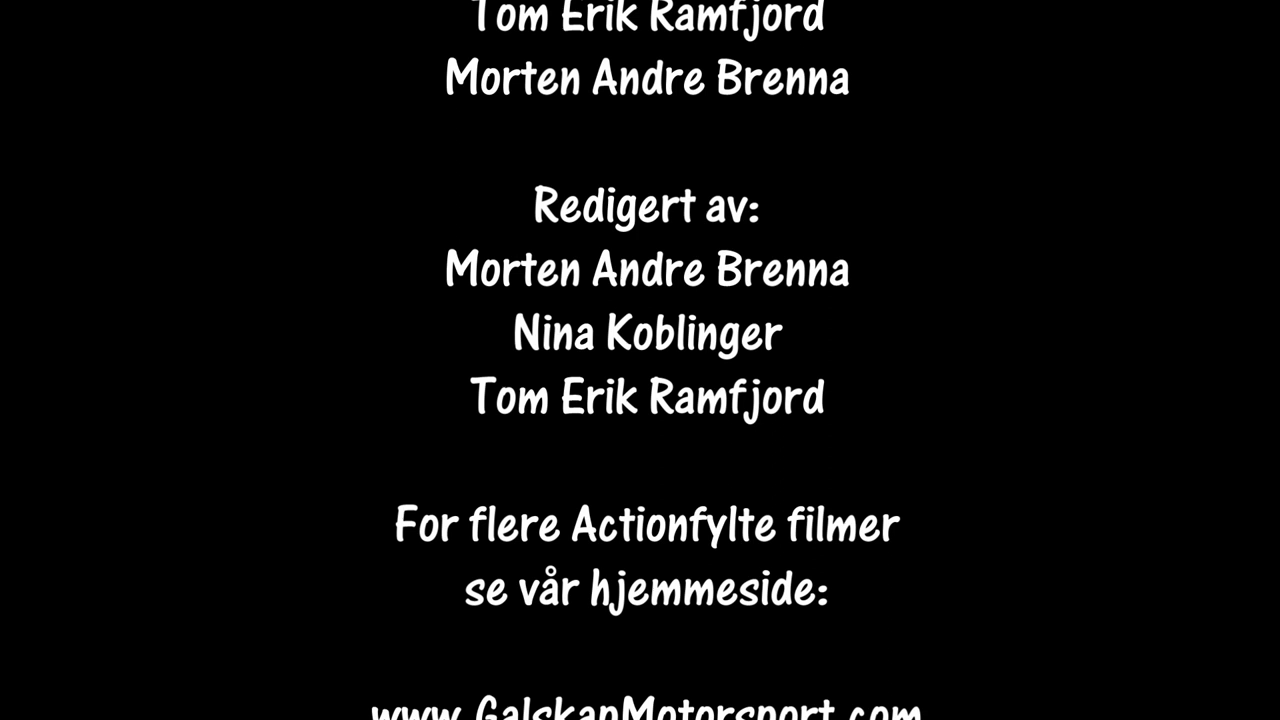 Tom Erik Ramfjord
Morten Andre Brenna
Redigert av:
Morten Andre Brenna
Nina Koblinger
Tom Erik Ramfjord
For flere Actionfylte filmer
se vår hjemmeside:
www.GalskapMotorsport.com